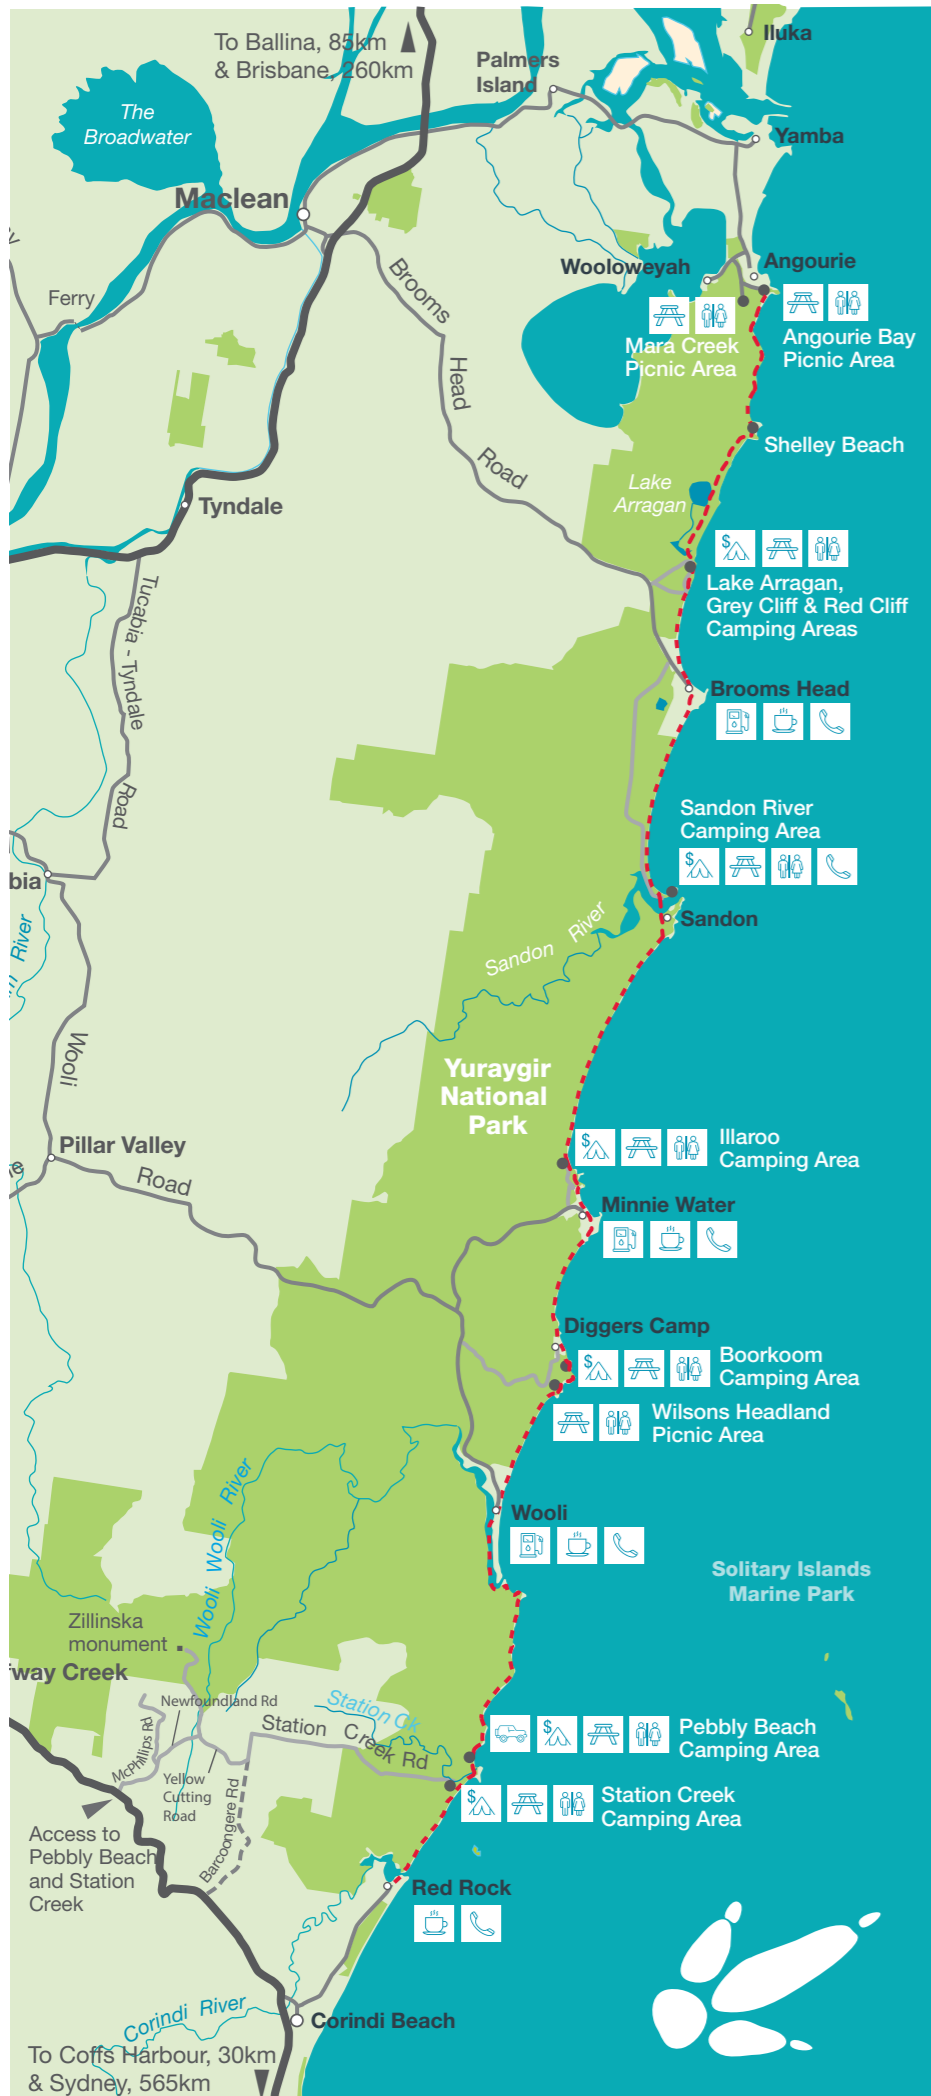 To Ballina, 85km
& Brisbane, 260km
Iluka
Palmers
Island
The
Broadwater
Yamba
Maclean
Brooms
Head
Road
Wooloweyah
Angourie
Ferry
Mara Creek
Picnic Area
Angourie Bay
Picnic Area
Shelley Beach
Lake
Arragan
Tyndale
$
Lake Arragan,
Grey Cliff & Red Cliff
Camping Areas
Tucabia - Tyndale
Road
Brooms Head
Sandon River
Camping Area
$
bia
River
Sandon River
Sandon
Wooli
Yuraygir
National
Park
$
Illaroo
Camping Area
Pillar Valley
Road
Minnie Water
Diggers Camp
$
Boorkoom
Camping Area
Wilsons Headland
Picnic Area
Wooli Wooli River
Wooli
Solitary Islands
Marine Park
Zillinska
monument
fway Creek
Newfoundland Rd
Station Ck
Station Creek Rd
McPhillips Rd
$
Pebbly Beach
Camping Area
Yellow
Cutting
Road
Barcoongere Rd
$
Station Creek
Camping Area
Access to
Pebbly Beach
and Station
Creek
Red Rock
Corindi River
Corindi Beach
To Coffs Harbour, 30km
& Sydney, 565km